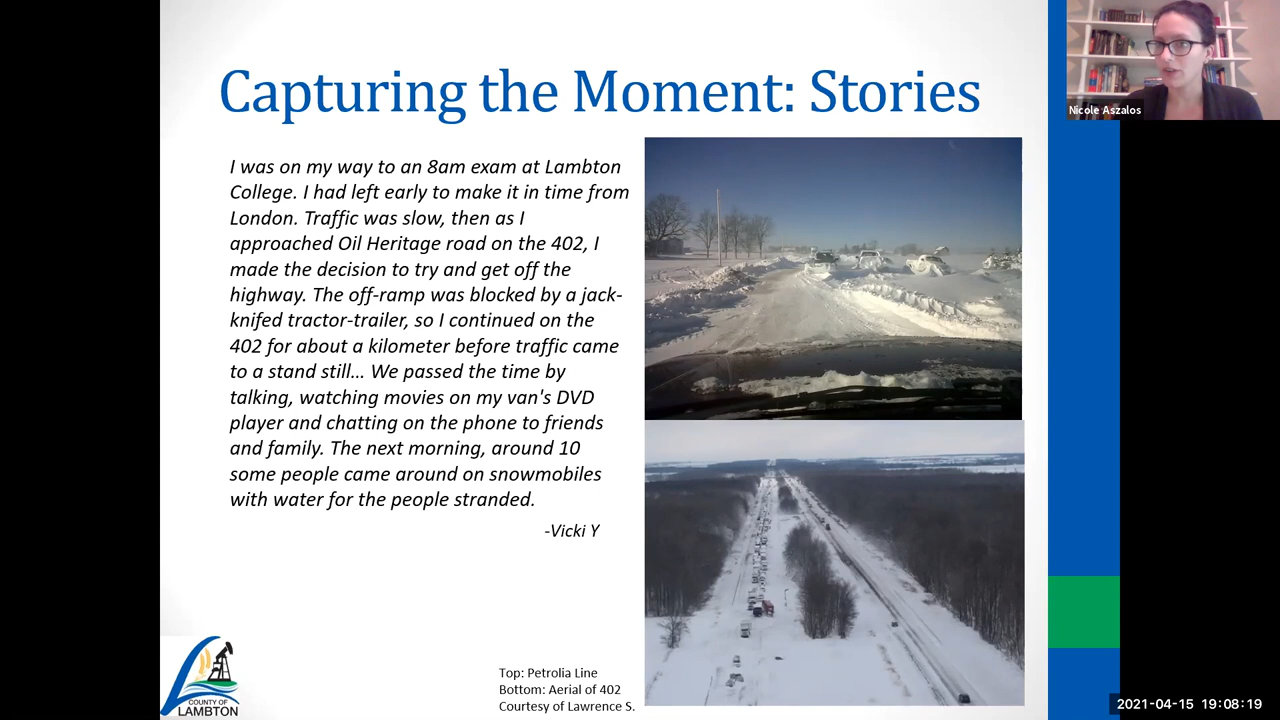 Capturing the Moment: Stories
Nicole Aszalos
I was on my way to an 8am exam at Lambton
College. I had left early to make it in time from
London. Traffic was slow, then as I
approached Oil Heritage road on the 402, I
made the decision to try and get off the
highway. The off-ramp was blocked by a jack-
knifed tractor-trailer, so I continued on the
402 for about a kilometer before traffic came
to a stand still... We passed the time by
talking, watching movies on my van's DVD
player and chatting on the phone to friends
and family. The next morning, around 10
some people came around on snowmobiles
with water for the people stranded.
-Vicki Y
Top: Petrolia Line
Bottom: Aerial of 402
Courtesy of Lawrence S.
COUNTY OF
LAMBTON
2021-04-15 19:08:19